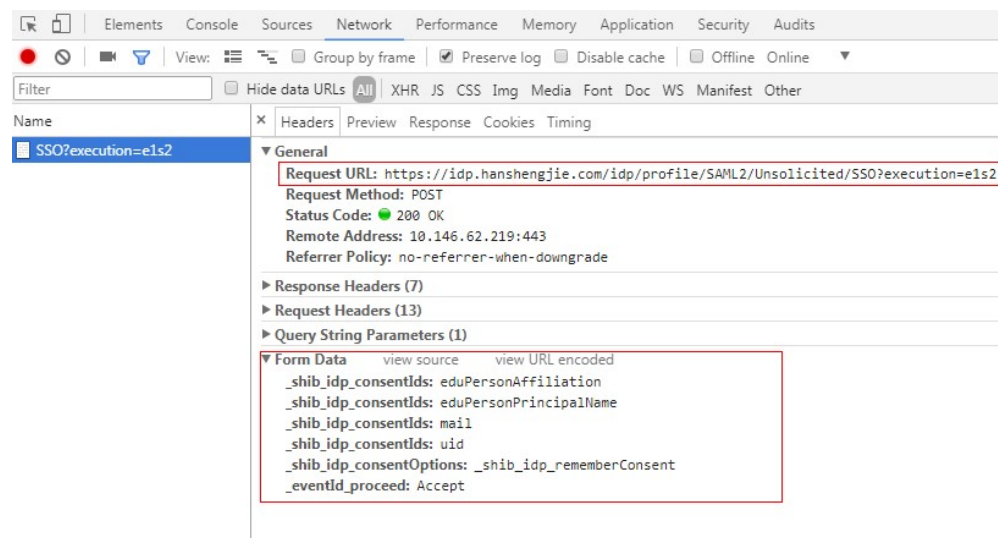 Elements Console Sources Network Performance Memory Application Security Audits
View: Group by frame Preserve log Disable cache Offline Online
Filter Hide data URLs All XHR JS CSS Img Media Font Doc WS Manifest Other
Name × Headers Preview Response Cookies Timing
SSO?execution=e1s2
General
Request URL: https://idp.hanshengjie.com/idp/profile/SAML2/Unsolicited/SSO?execution=e1s2
Request Method: POST
Status Code: 200 OK
Remote Address: 10.146.62.219:443
Referrer Policy: no-referrer-when-downgrade
Response Headers (7)
Request Headers (13)
Query String Parameters (1)
Form Data view source view URL encoded
_shib_idp_consentIds: eduPersonAffiliation
_shib_idp_consentIds: eduPersonPrincipalName
_shib_idp_consentIds: mail
_shib_idp_consentIds: uid
_shib_idp_consentOptions: _shib_idp_rememberConsent
_eventId_proceed: Accept